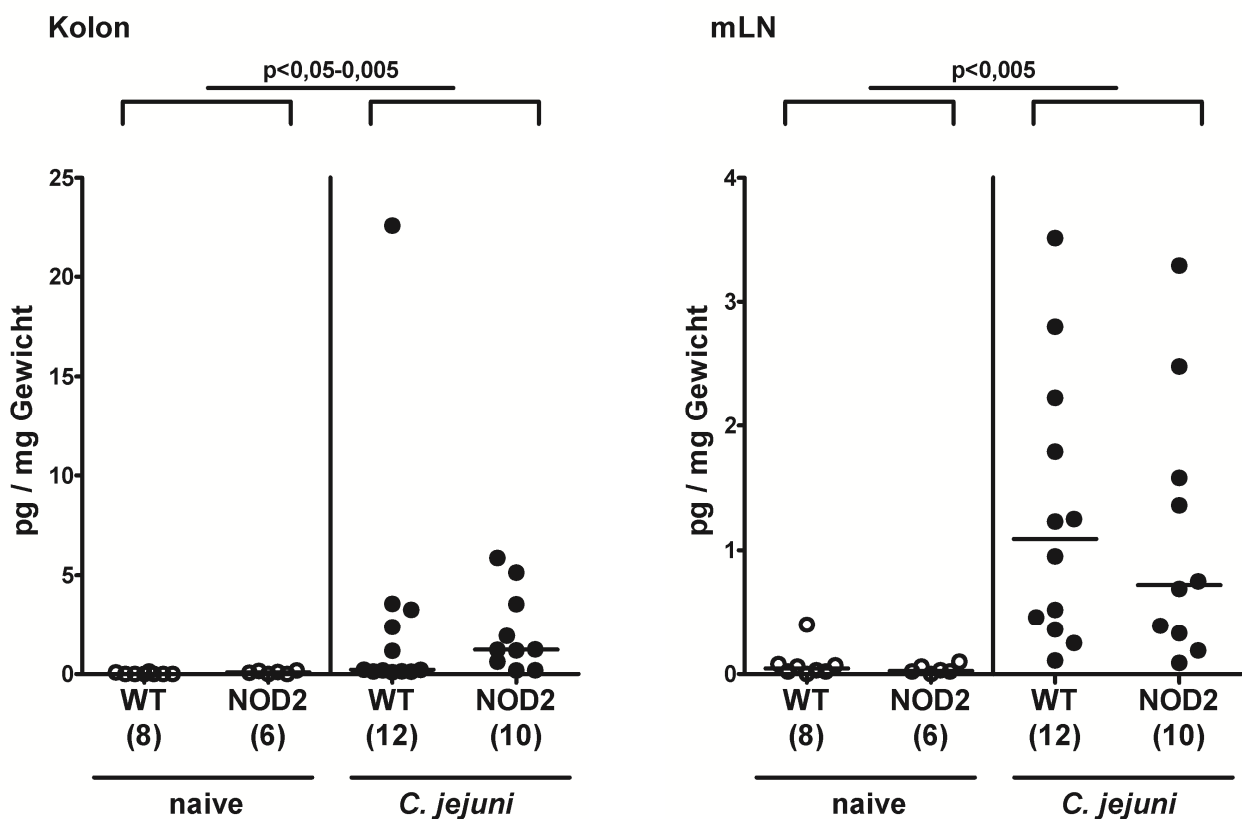 Kolon
p<0,05-0,005
pg / mg Gewicht
25
20
15
10
5
0
WT NOD2 WT NOD2
(8) (6) (12) (10)
naive C. jejuni
mLN
p<0,005
pg / mg Gewicht
4
3
2
1
0
WT NOD2 WT NOD2
(8) (6) (12) (10)
naive C. jejuni